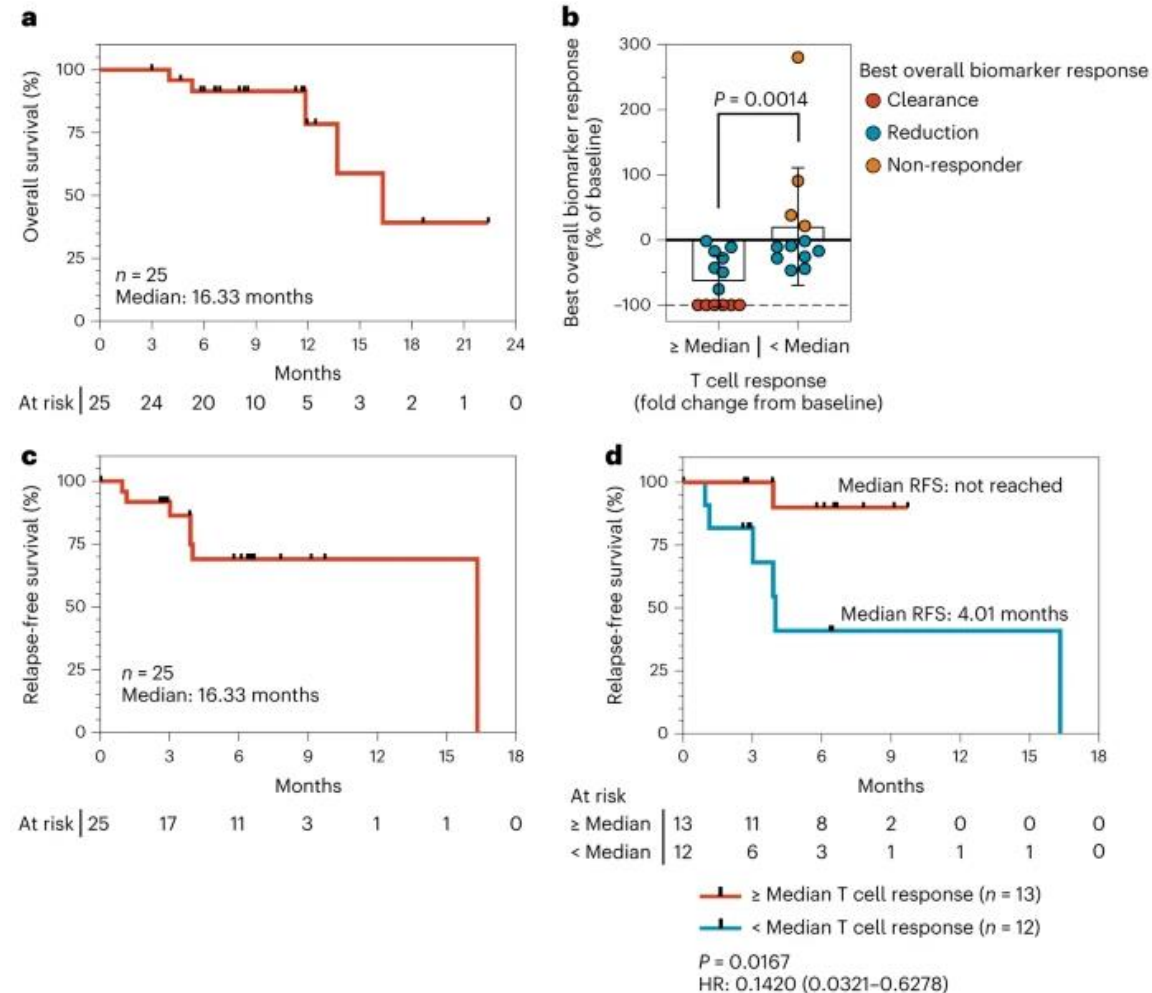 a
Overall survival (%)
100
75
50
25
0
n = 25
Median: 16.33 months
0 3 6 9 12 15 18 21 24
Months
At risk 25 24 20 10 5 3 2 1 0
b
Best overall biomarker response
(% of baseline)
300
200
100
0
-100
P = 0.0014
≥ Median | < Median
T cell response
(fold change from baseline)
Best overall biomarker response
Clearance
Reduction
Non-responder
c
Relapse-free survival (%)
100
75
50
25
0
n = 25
Median: 16.33 months
0 3 6 9 12 15 18
Months
At risk 25 17 11 3 1 1 0
d
Relapse-free survival (%)
100
75
50
25
0
Median RFS: not reached
Median RFS: 4.01 months
0 3 6 9 12 15 18
Months
At risk
≥ Median 13 11 8 2 0 0 0
< Median 12 6 3 1 1 1 0
≥ Median T cell response (n = 13)
< Median T cell response (n = 12)
P = 0.0167
HR: 0.1420 (0.0321–0.6278)